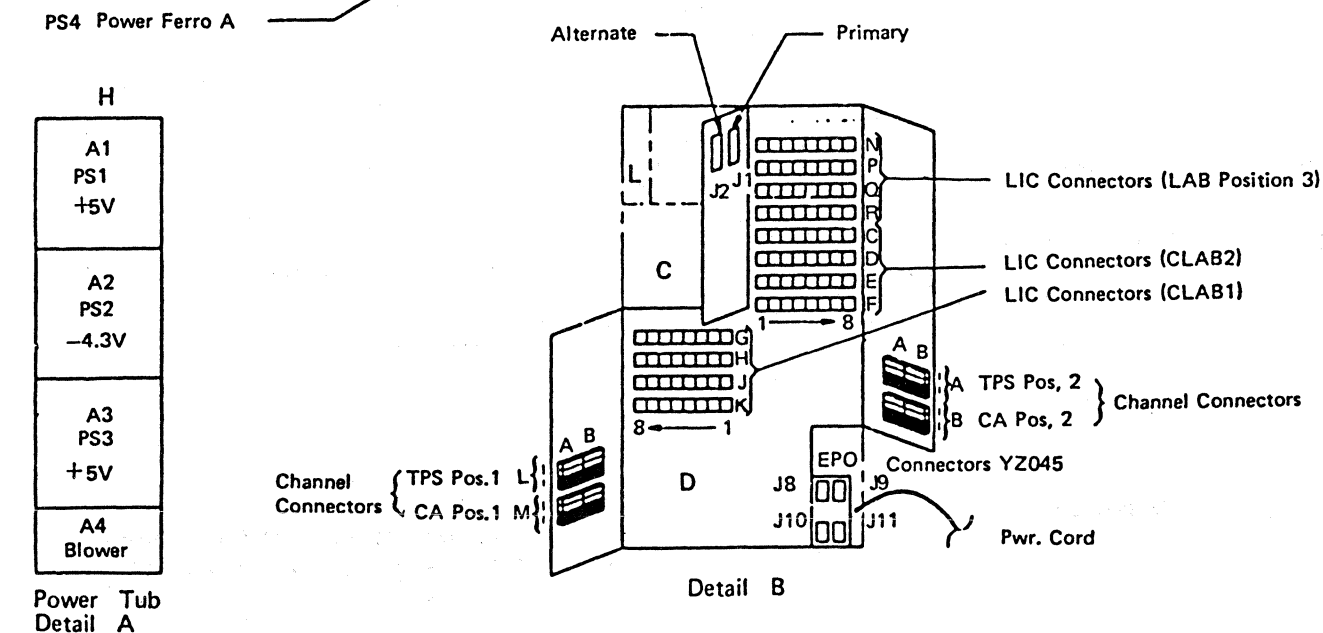 PS4 Power Ferro A
H
A1
PS1
+5V
A2
PS2
−4.3V
A3
PS3
+5V
A4
Blower
Power Tub
Detail A
Alternate
Primary
L
J2
J1
C
N
P
Q
R
C
D
E
F
1 8
LIC Connectors (LAB Position 3)
LIC Connectors (CLAB2)
LIC Connectors (CLAB1)
G
H
J
K
8 1
A B
A TPS Pos, 2
B CA Pos, 2
Channel Connectors
A B
Channel
Connectors
TPS Pos.1 L
CA Pos.1 M
D
EPO
Connectors YZ045
J8
J9
J10
J11
Pwr. Cord
Detail B